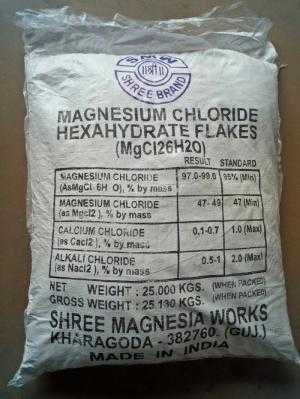 SMW
॥श्री॥
SHREE BRAND
MAGNESIUM CHLORIDE
HEXAHYDRATE FLAKES
(MgCl26H2O)
RESULT STANDARD
MAGNESIUM CHLORIDE (AsMgCl 6H O), % by mass 97.0-99.0 95% (Min)
MAGNESIUM CHLORIDE (as Mgcl2 ), % by mass 47- 49 47 (Min)
CALCIUM CHLORIDE (as Cacl2 ), % by mass 0.1-0.7 1.0 (Max)
ALKALI CHLORIDE (as Nacl2 ), % by mass 0.5-1 2.0 (Max)
NET WEIGHT : 25.000 KGS. (WHEN PACKED)
GROSS WEIGHT : 25.130 KGS. (WHEN PACKED)
SHREE MAGNESIA WORKS
KHARAGODA - 382760. (GUJ.)
MADE IN INDIA